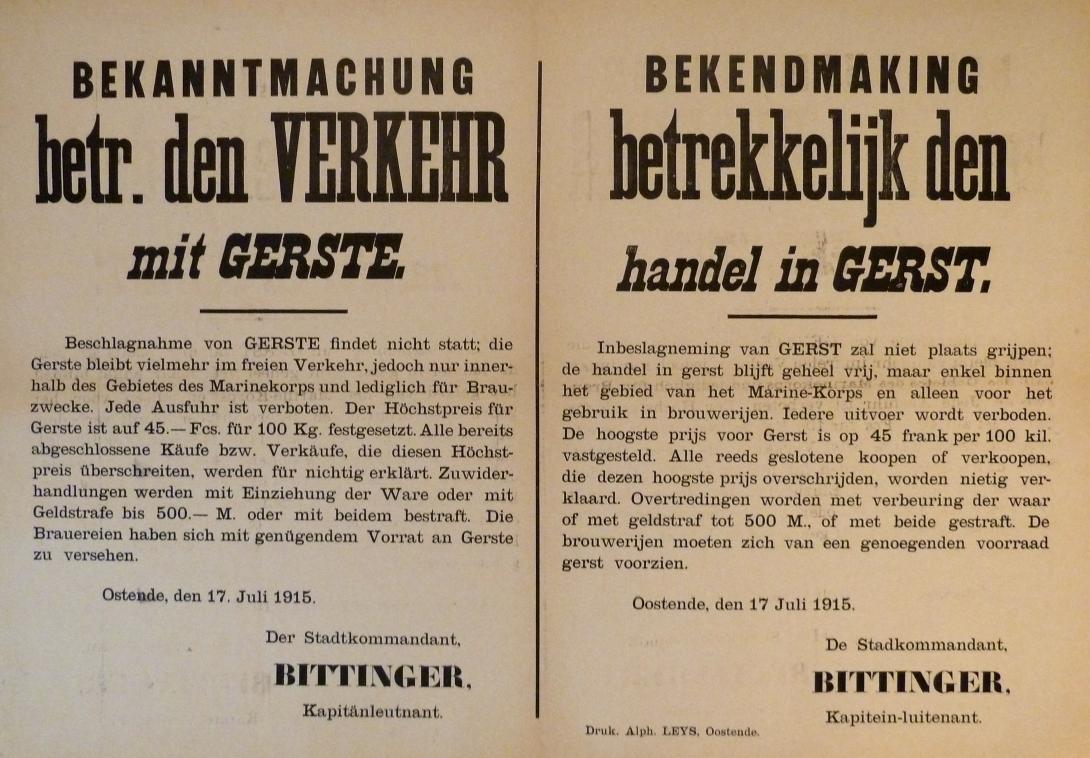 BEKANNTMACHUNG
betr. den VERKEHR
mit GERSTE.
Beschlagnahme von GERSTE findet nicht statt; die
Gerste bleibt vielmehr im freien Verkehr, jedoch nur inner-
halb des Gebietes des Marinekorps und lediglich für Brau-
zwecke. Jede Ausfuhr ist verboten. Der Höchstpreis für
Gerste ist auf 45.— Fcs. für 100 Kg. festgesetzt. Alle bereits
abgeschlossene Käufe bzw. Verkäufe, die diesen Höchst-
preis überschreiten, werden für nichtig erklärt. Zuwider-
handlungen werden mit Einziehung der Ware oder mit
Geldstrafe bis 500.— M. oder mit beidem bestraft. Die
Brauereien haben sich mit genügendem Vorrat an Gerste
zu versehen.
Ostende, den 17. Juli 1915.
Der Stadtkommandant,
BITTINGER,
Kapitänleutnant.
BEKENDMAKING
betrekkelijk den
handel in GERST.
Inbeslagneming van GERST zal niet plaats grijpen;
de handel in gerst blijft geheel vrij, maar enkel binnen
het gebied van het Marine-Korps en alleen voor het
gebruik in brouwerijen. Iedere uitvoer wordt verboden.
De hoogste prijs voor Gerst is op 45 frank per 100 kil.
vastgesteld. Alle reeds geslotene koopen of verkoopen,
die dezen hoogste prijs overschrijden, worden nietig ver-
klaard. Overtredingen worden met verbeuring der waar
of met geldstraf tot 500 M., of met beide gestraft. De
brouwerijen moeten zich van een genoegenden voorraad
gerst voorzien.
Oostende, den 17 Juli 1915.
De Stadkommandant,
BITTINGER,
Kapitein-luitenant.
Druk. Alph. LEYS, Oostende.